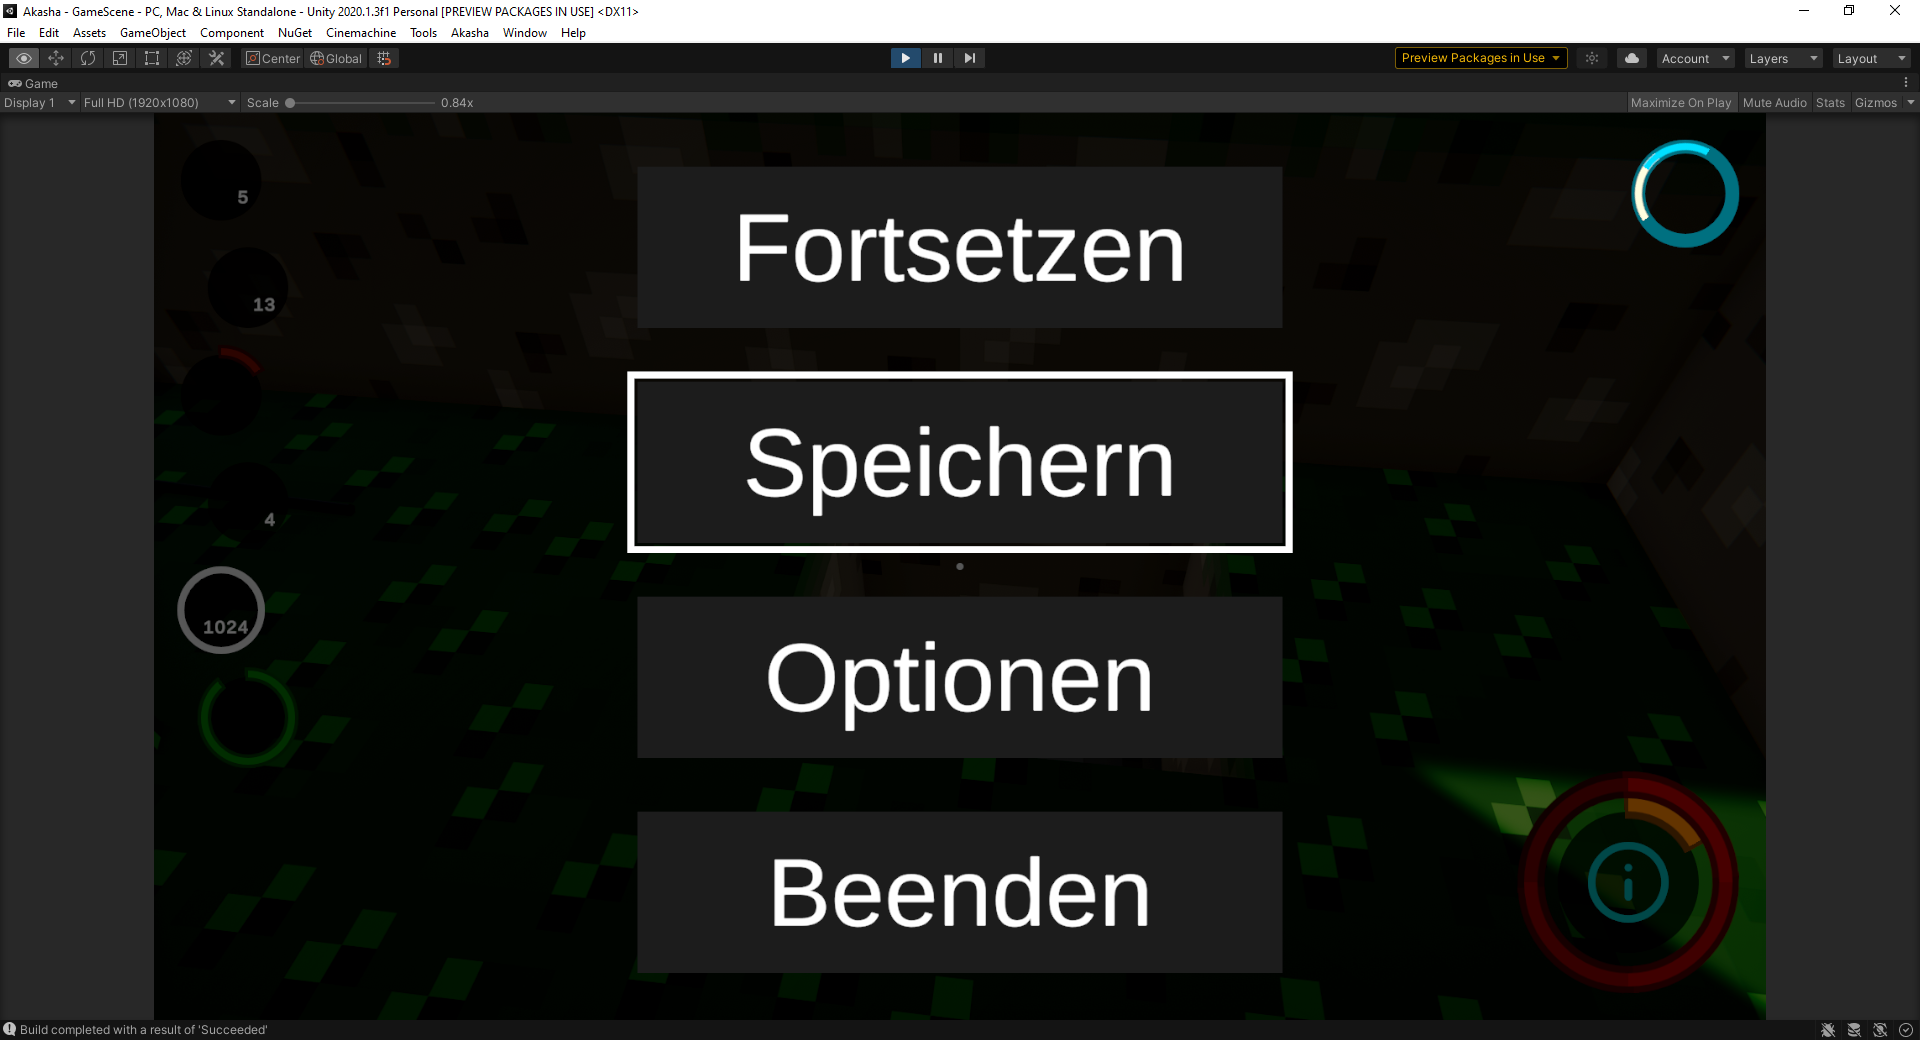 Akasha - GameScene - PC, Mac & Linux Standalone - Unity 2020.1.3f1 Personal [PREVIEW PACKAGES IN USE] <DX11>
File Edit Assets GameObject Component NuGet Cinemachine Tools Akasha Window Help
Center Global Preview Packages in Use Account Layers Layout
Game
Display 1 Full HD (1920x1080) Scale 0.84x Maximize On Play Mute Audio Stats Gizmos
5
Fortsetzen
13
Speichern
4
1024
Optionen
Beenden
Build completed with a result of 'Succeeded'